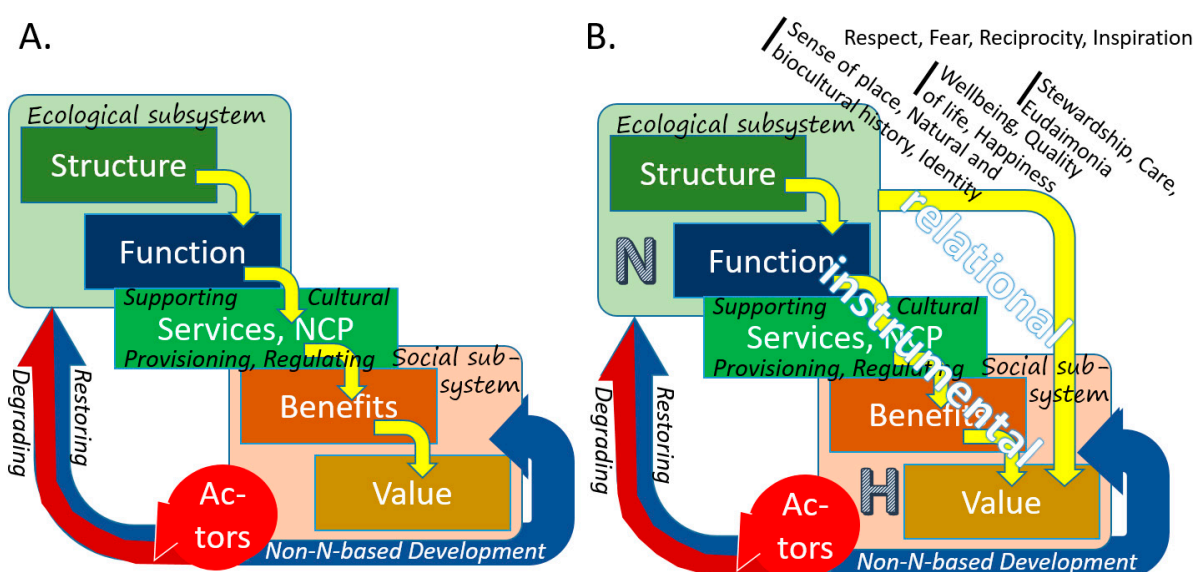 A.
Ecological subsystem
Structure
Function
Supporting
Cultural
Services, NCP
Provisioning, Regulating
Social sub-
system
Benefits
Value
Degrading
Restoring
Ac-
tors
Non-N-based Development
B.
Respect, Fear, Reciprocity, Inspiration
Sense of place, Natural and
biocultural history, Identity
Wellbeing, Quality
of life, Happiness
Stewardship, Care,
Eudaimonia
Ecological subsystem
Structure
relational
N
Function
instrumental
Supporting
Cultural
Services, NCP
Provisioning, Regulating
Social sub-
system
Benefits
H
Value
Degrading
Restoring
Ac-
tors
Non-N-based Development